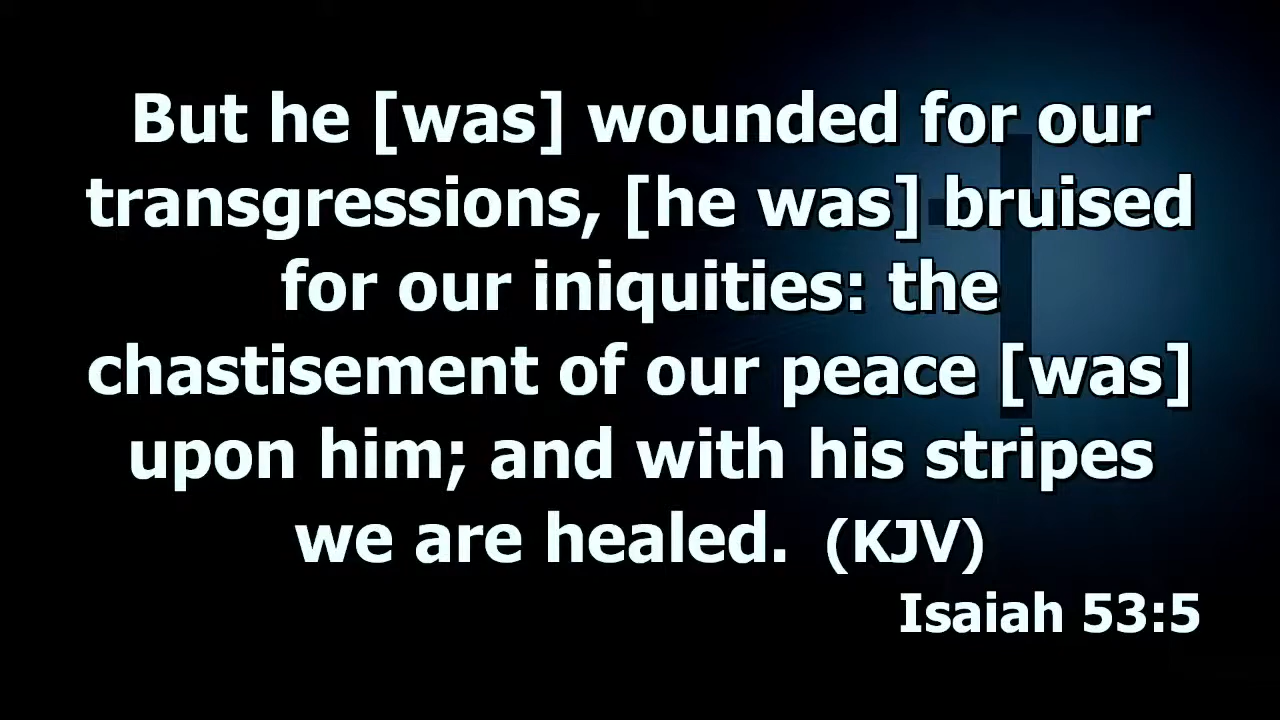 But he [was] wounded for our
transgressions, [he was] bruised
for our iniquities: the
chastisement of our peace [was]
upon him; and with his stripes
we are healed. (KJV)
Isaiah 53:5